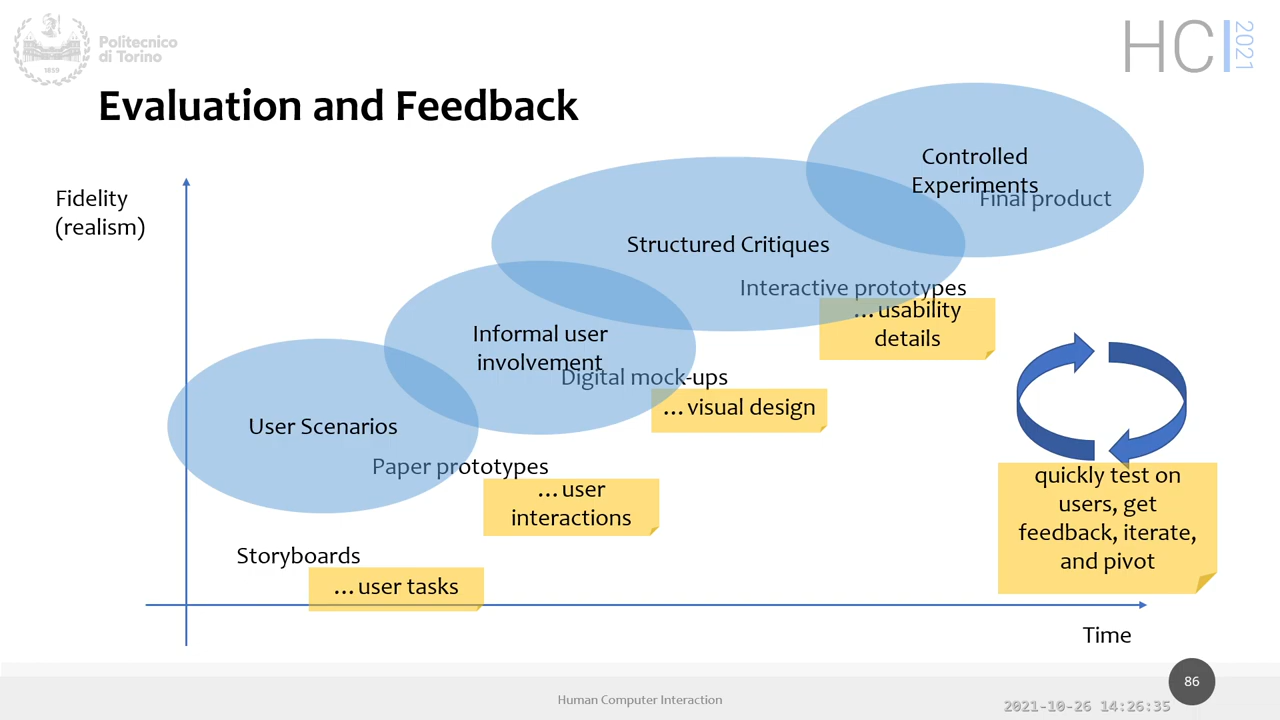 Politecnico
di Torino
1859
HCI
2021
Evaluation and Feedback
Fidelity
(realism)
Controlled
Experiments
Final product
Structured Critiques
Interactive prototypes
...usability
details
Informal user
involvement
Digital mock-ups
...visual design
User Scenarios
Paper prototypes
...user
interactions
Storyboards
...user tasks
quickly test on
users, get
feedback, iterate,
and pivot
Time
86
Human Computer Interaction
2021-10-26 14:26:35